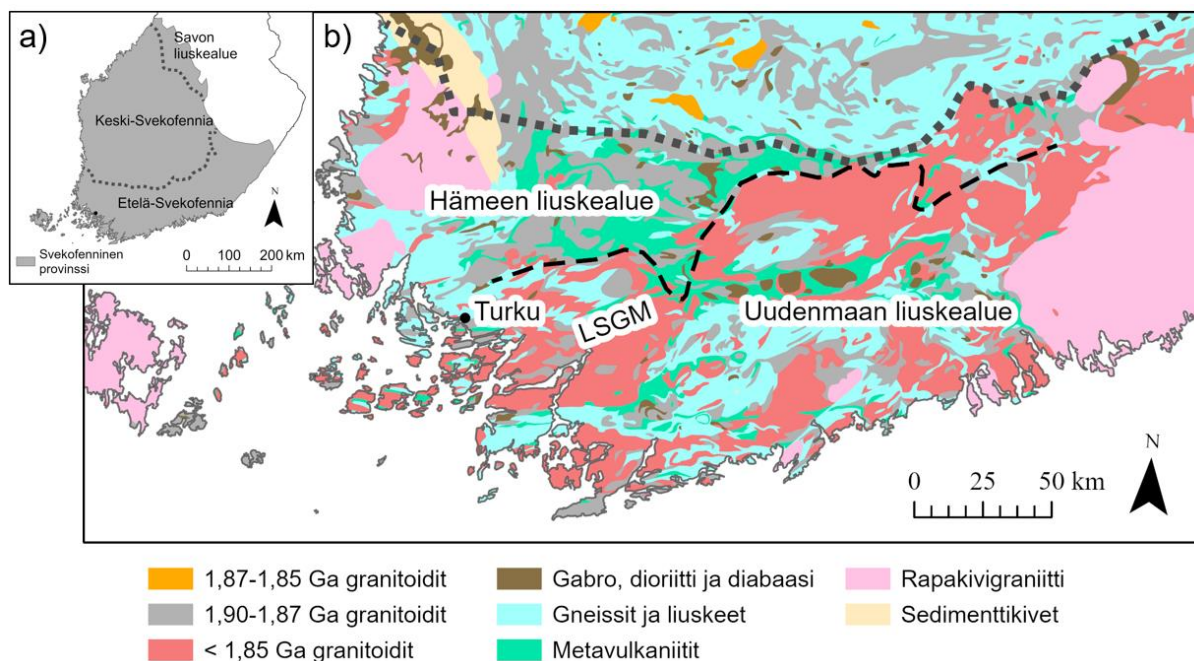 a)
Savon
liuskealue
Keski-Svekofennia
Etelä-Svekofennia
N
Svekofenninen
provinssi
0 100 200 km
b)
Hämeen liuskealue
Turku
LSGM
Uudenmaan liuskealue
N
0 25 50 km
1,87-1,85 Ga granitoidit
1,90-1,87 Ga granitoidit
< 1,85 Ga granitoidit
Gabro, dioriitti ja diabaasi
Gneissit ja liuskeet
Metavulkaniitit
Rapakivigraniitti
Sedimenttikivet